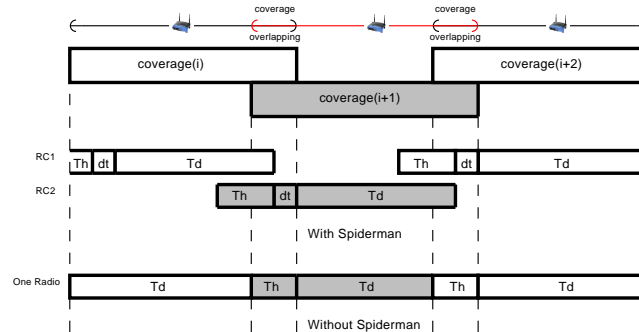 coverage coverage
overlapping overlapping
coverage(i) coverage(i+2)
coverage(i+1)
RC1 Th dt Td Th dt Td
RC2 Th dt Td
With Spiderman
One Radio Td Th Td Th Td
Without Spiderman